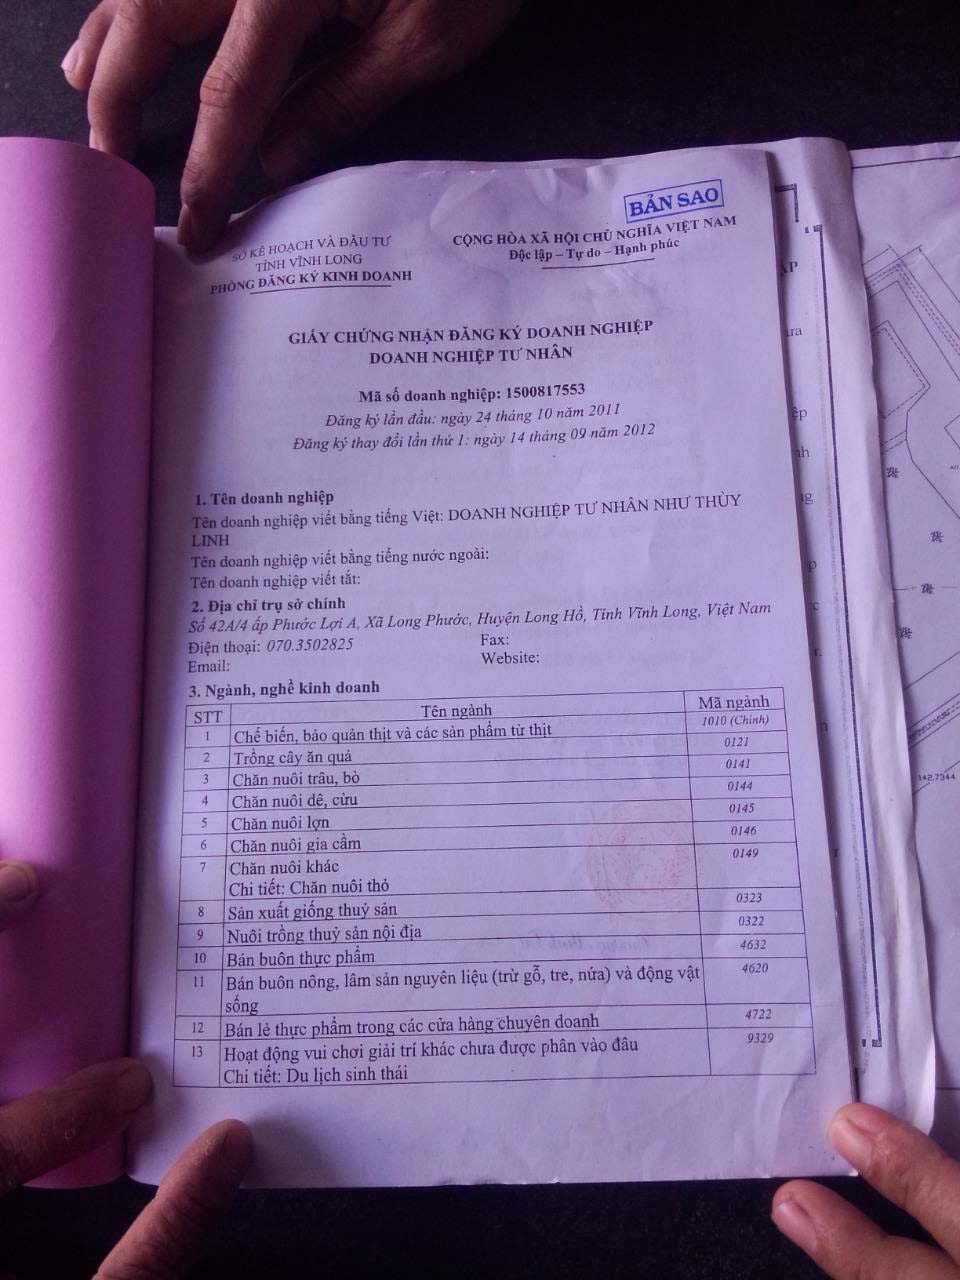 BẢN SAO
SỞ KẾ HOẠCH VÀ ĐẦU TƯ
TỈNH VĨNH LONG
PHÒNG ĐĂNG KÝ KINH DOANH
CỘNG HÒA XÃ HỘI CHỦ NGHĨA VIỆT NAM
Độc lập – Tự do – Hạnh phúc
GIẤY CHỨNG NHẬN ĐĂNG KÝ DOANH NGHIỆP
DOANH NGHIỆP TƯ NHÂN
Mã số doanh nghiệp: 1500817553
Đăng ký lần đầu: ngày 24 tháng 10 năm 2011
Đăng ký thay đổi lần thứ 1: ngày 14 tháng 09 năm 2012
1. Tên doanh nghiệp
Tên doanh nghiệp viết bằng tiếng Việt: DOANH NGHIỆP TƯ NHÂN NHƯ THÙY
LINH
Tên doanh nghiệp viết bằng tiếng nước ngoài:
Tên doanh nghiệp viết tắt:
2. Địa chỉ trụ sở chính
Số 42A/4 ấp Phước Lợi A, Xã Long Phước, Huyện Long Hồ, Tỉnh Vĩnh Long, Việt Nam
Điện thoại: 070.3502825 Fax:
Email: Website:
3. Ngành, nghề kinh doanh
STT Tên ngành Mã ngành
1 Chế biến, bảo quản thịt và các sản phẩm từ thịt 1010 (Chính)
2 Trồng cây ăn quả 0121
3 Chăn nuôi trâu, bò 0141
4 Chăn nuôi dê, cừu 0144
5 Chăn nuôi lợn 0145
6 Chăn nuôi gia cầm 0146
7 Chăn nuôi khác 0149
Chi tiết: Chăn nuôi thỏ
8 Sản xuất giống thuỷ sản 0323
9 Nuôi trồng thuỷ sản nội địa 0322
10 Bán buôn thực phẩm 4632
11 Bán buôn nông, lâm sản nguyên liệu (trừ gỗ, tre, nứa) và động vật 4620
sống
12 Bán lẻ thực phẩm trong các cửa hàng chuyên doanh 4722
13 Hoạt động vui chơi giải trí khác chưa được phân vào đâu 9329
Chi tiết: Du lịch sinh thái
142.7344